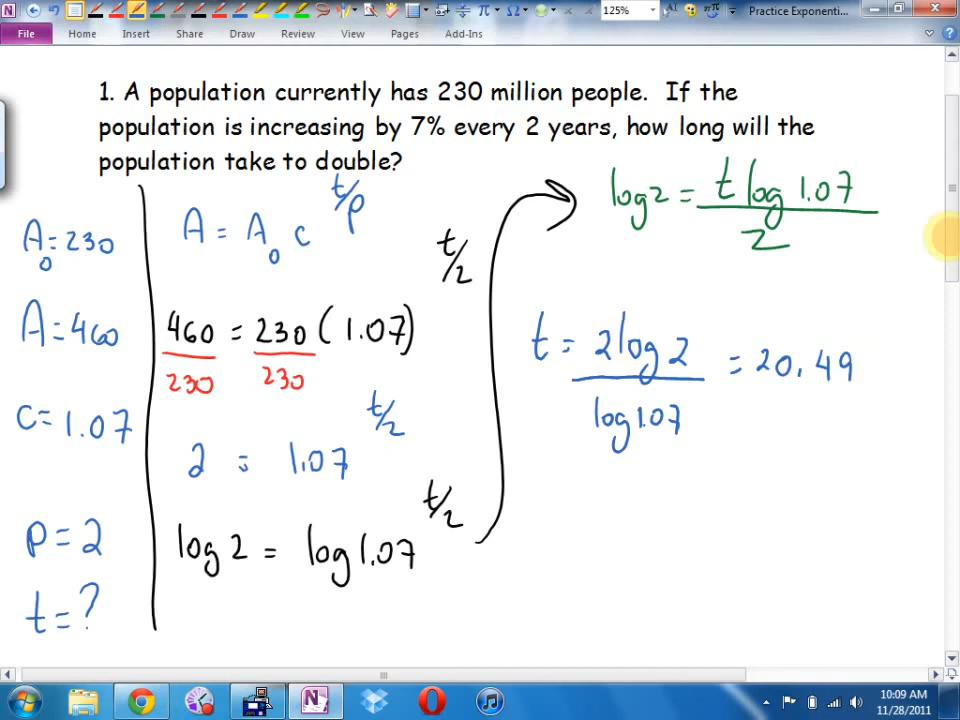 125%
Practice Exponenti...
File Home Insert Share Draw Review View Pages Add-Ins
1. A population currently has 230 million people. If the
population is increasing by 7% every 2 years, how long will the
population take to double?
A₀=230
A=460
c=1.07
p=2
t=?
A = A₀ c^(t/p)
460 = 230 (1.07)^(t/2)
230 230
2 = 1.07^(t/2)
log 2 = log 1.07^(t/2)
log 2 = t log 1.07
2
t = 2 log 2 = 20.49
log 1.07
10:09 AM
11/28/2011